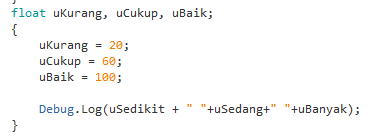 float uKurang, uCukup, uBaik;
{
uKurang = 20;
uCukup = 60;
uBaik = 100;
Debug.Log(uSedikit + " "+uSedang+" "+uBanyak);
}